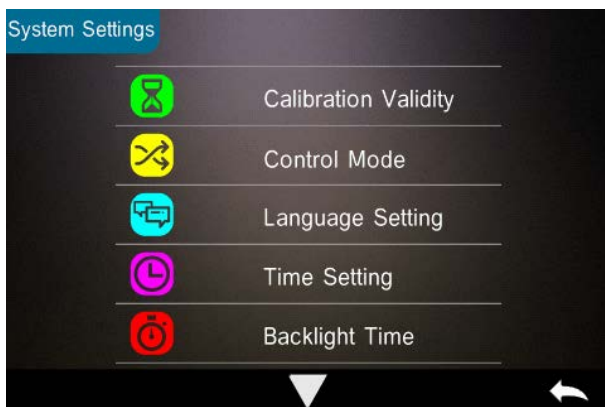 System Settings
Calibration Validity
Control Mode
Language Setting
Time Setting
Backlight Time